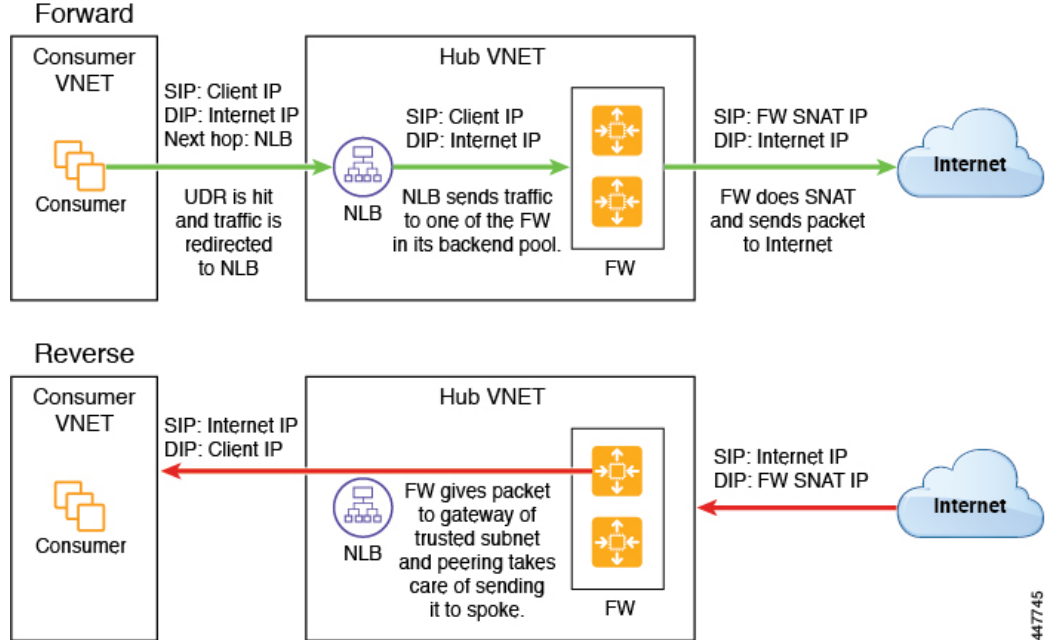 Forward
Consumer
VNET
SIP: Client IP
DIP: Internet IP
Next hop: NLB
Consumer
UDR is hit
and traffic is
redirected
to NLB
Hub VNET
NLB
SIP: Client IP
DIP: Internet IP
NLB sends traffic
to one of the FW
in its backend pool.
FW
SIP: FW SNAT IP
DIP: Internet IP
FW does SNAT
and sends packet
to Internet
Internet
Reverse
Consumer
VNET
SIP: Internet IP
DIP: Client IP
Consumer
Hub VNET
NLB
FW gives packet
to gateway of
trusted subnet
and peering takes
care of sending
it to spoke.
FW
SIP: Internet IP
DIP: FW SNAT IP
Internet
447745